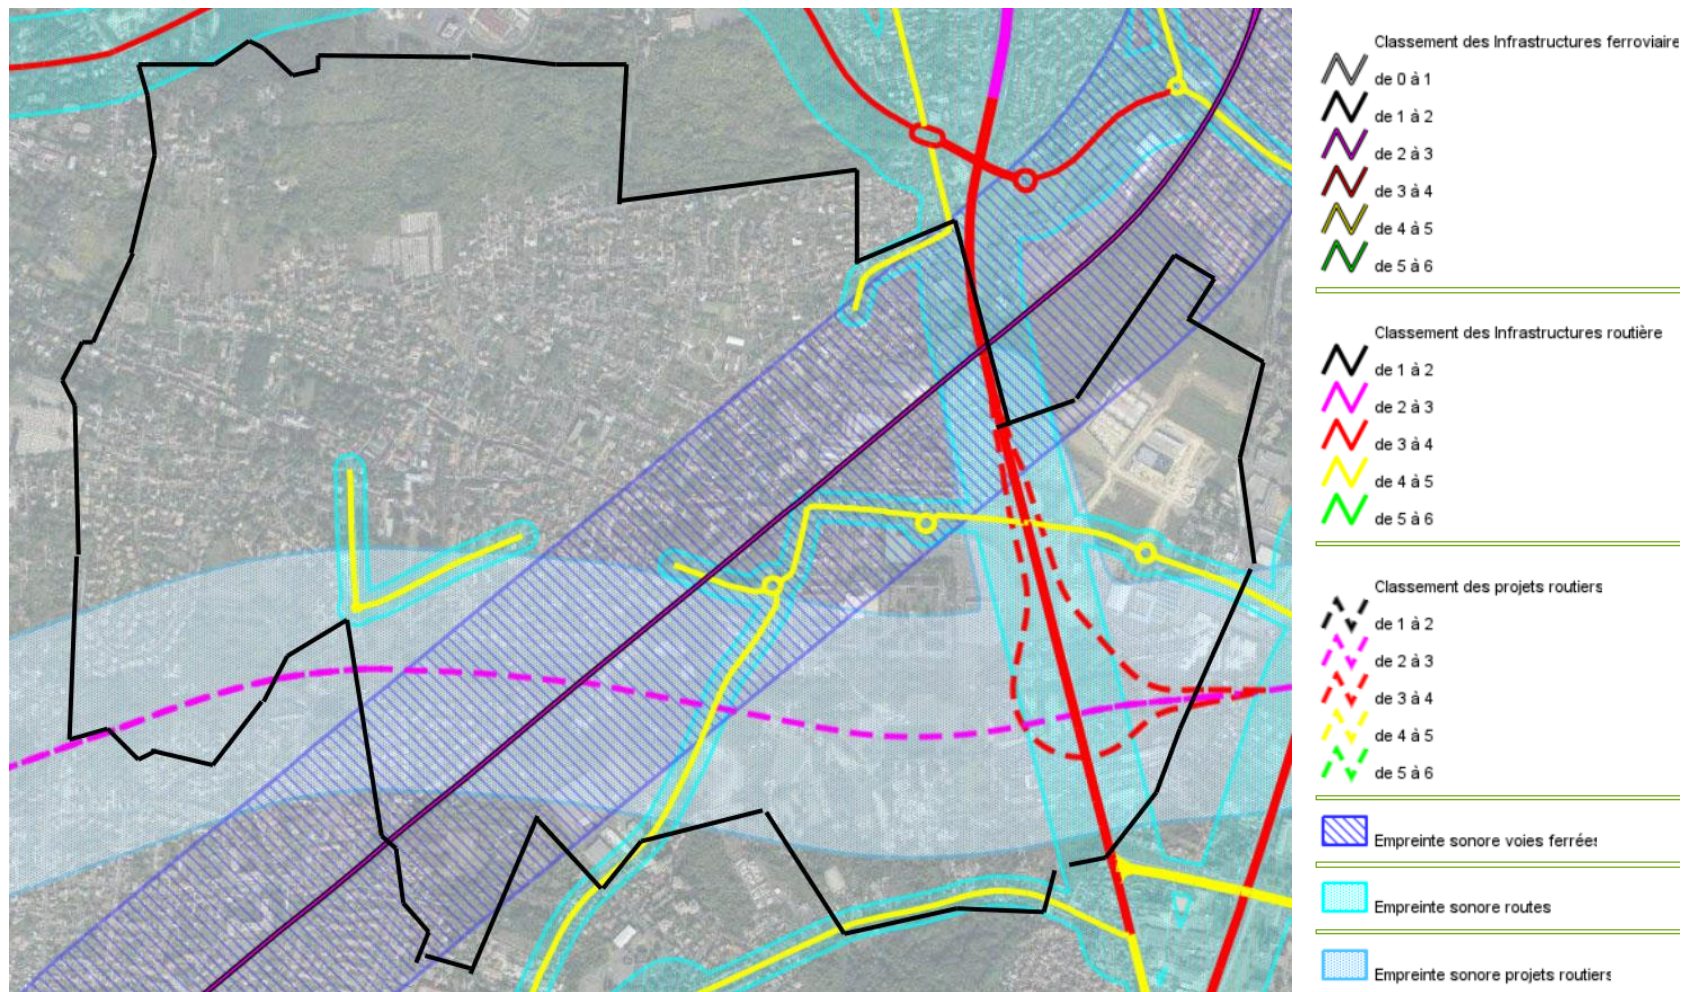 Classement des Infrastructures ferroviaire
de 0 à 1
de 1 à 2
de 2 à 3
de 3 à 4
de 4 à 5
de 5 à 6
Classement des Infrastructures routière
de 1 à 2
de 2 à 3
de 3 à 4
de 4 à 5
de 5 à 6
Classement des projets routiers
de 1 à 2
de 2 à 3
de 3 à 4
de 4 à 5
de 5 à 6
Empreinte sonore voies ferrées
Empreinte sonore routes
Empreinte sonore projets routiers